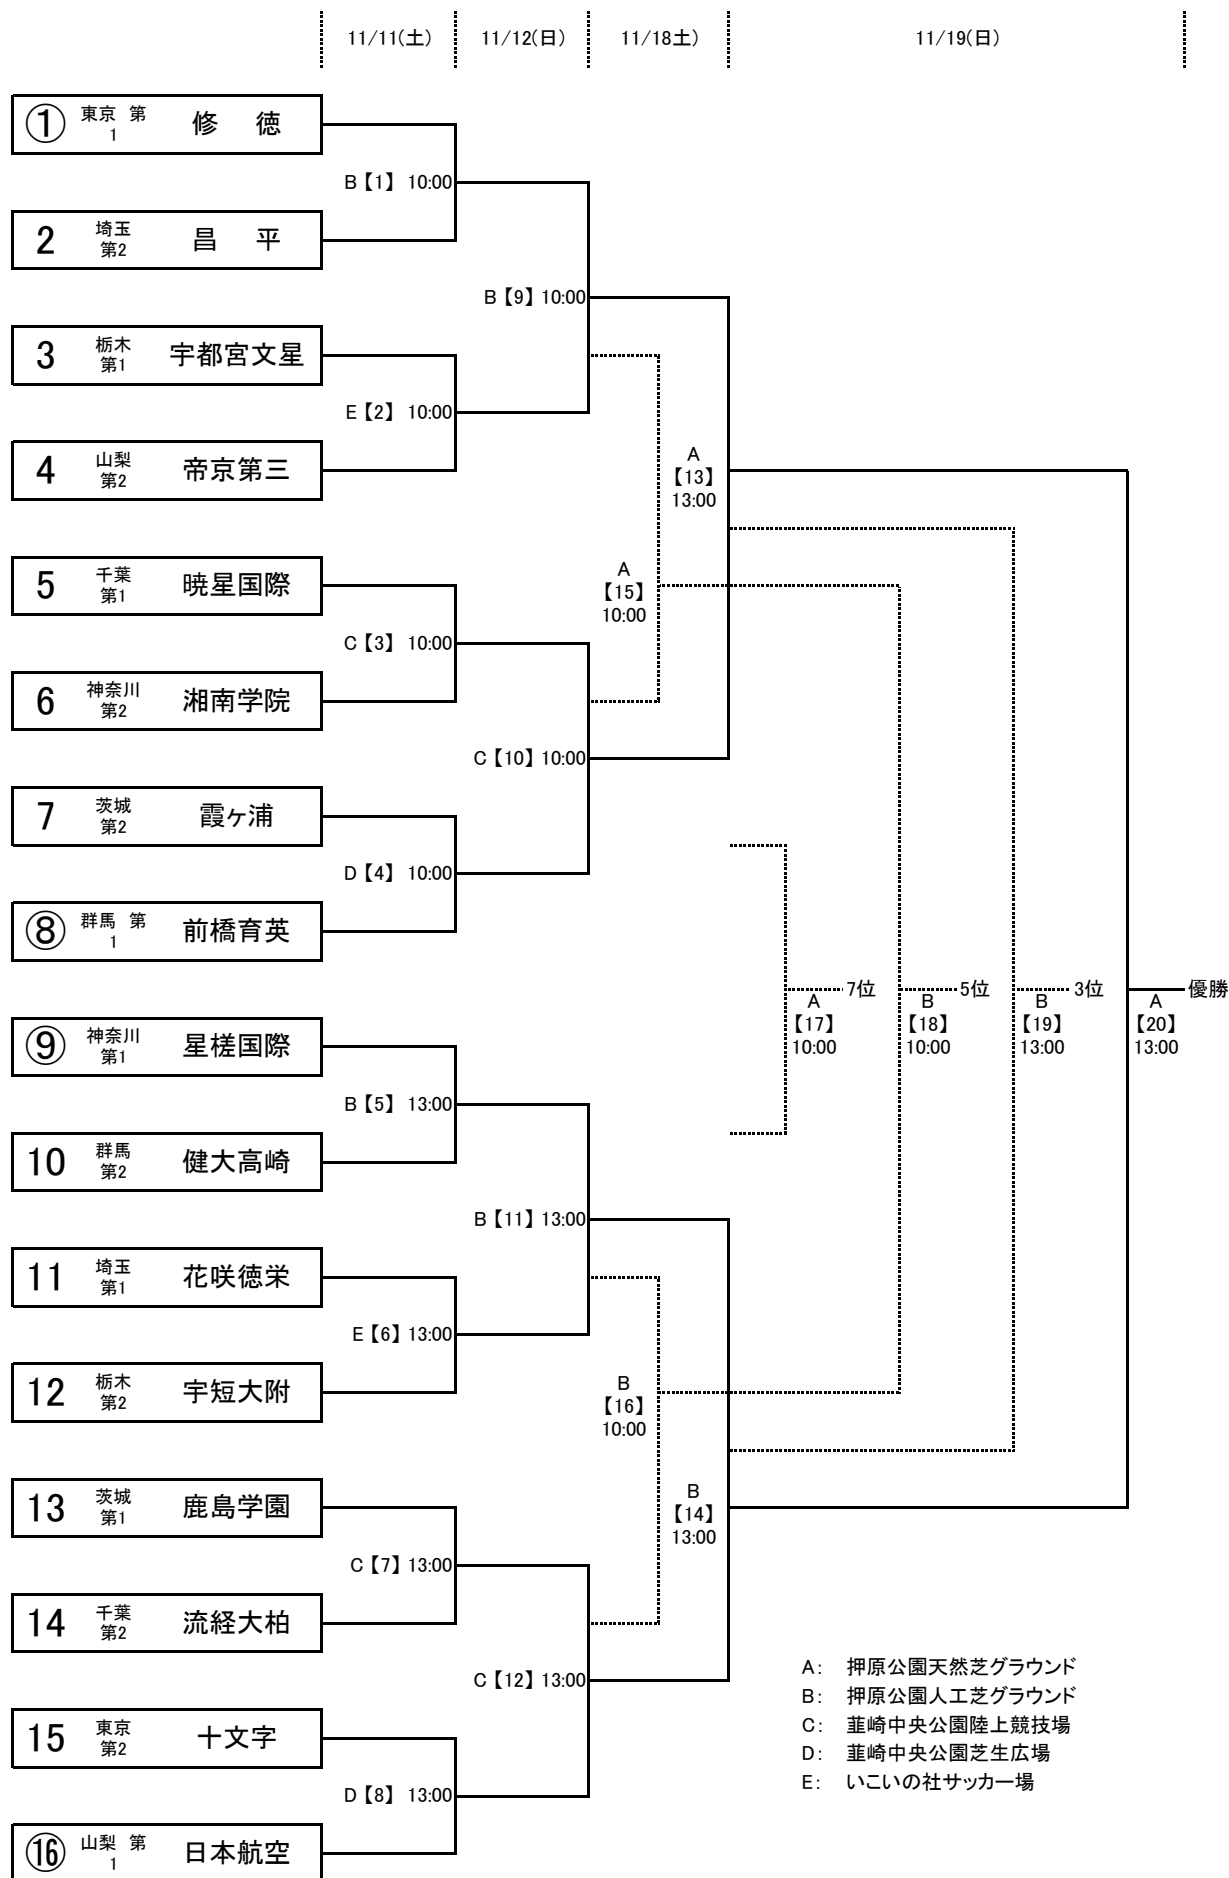 11/11(土) 11/12(日) 11/18土) 11/19(日)
① 東京 第1 修 徳
B【1】 10:00
2 埼玉 第2 昌 平
B【9】10:00
3 栃木 第1 宇都宮文星
E【2】 10:00
4 山梨 第2 帝京第三
A
【13】
13:00
5 千葉 第1 暁星国際
A
【15】
10:00
C【3】 10:00
6 神奈川 第2 湘南学院
C【10】10:00
7 茨城 第2 霞ヶ浦
D【4】 10:00
⑧ 群馬 第1 前橋育英
7位 5位 3位 優勝
A B B A
【17】 【18】 【19】 【20】
10:00 10:00 13:00 13:00
⑨ 神奈川 第1 星槎国際
B【5】 13:00
10 群馬 第2 健大高崎
B【11】13:00
11 埼玉 第1 花咲徳栄
E【6】13:00
12 栃木 第2 宇短大附
B
【16】
10:00
13 茨城 第1 鹿島学園
B
【14】
13:00
C【7】13:00
14 千葉 第2 流経大柏
C【12】13:00
15 東京 第2 十文字
D【8】 13:00
⑯ 山梨 第1 日本航空
A: 押原公園天然芝グラウンド
B: 押原公園人工芝グラウンド
C: 韮崎中央公園陸上競技場
D: 韮崎中央公園芝生広場
E: いこいの社サッカー場